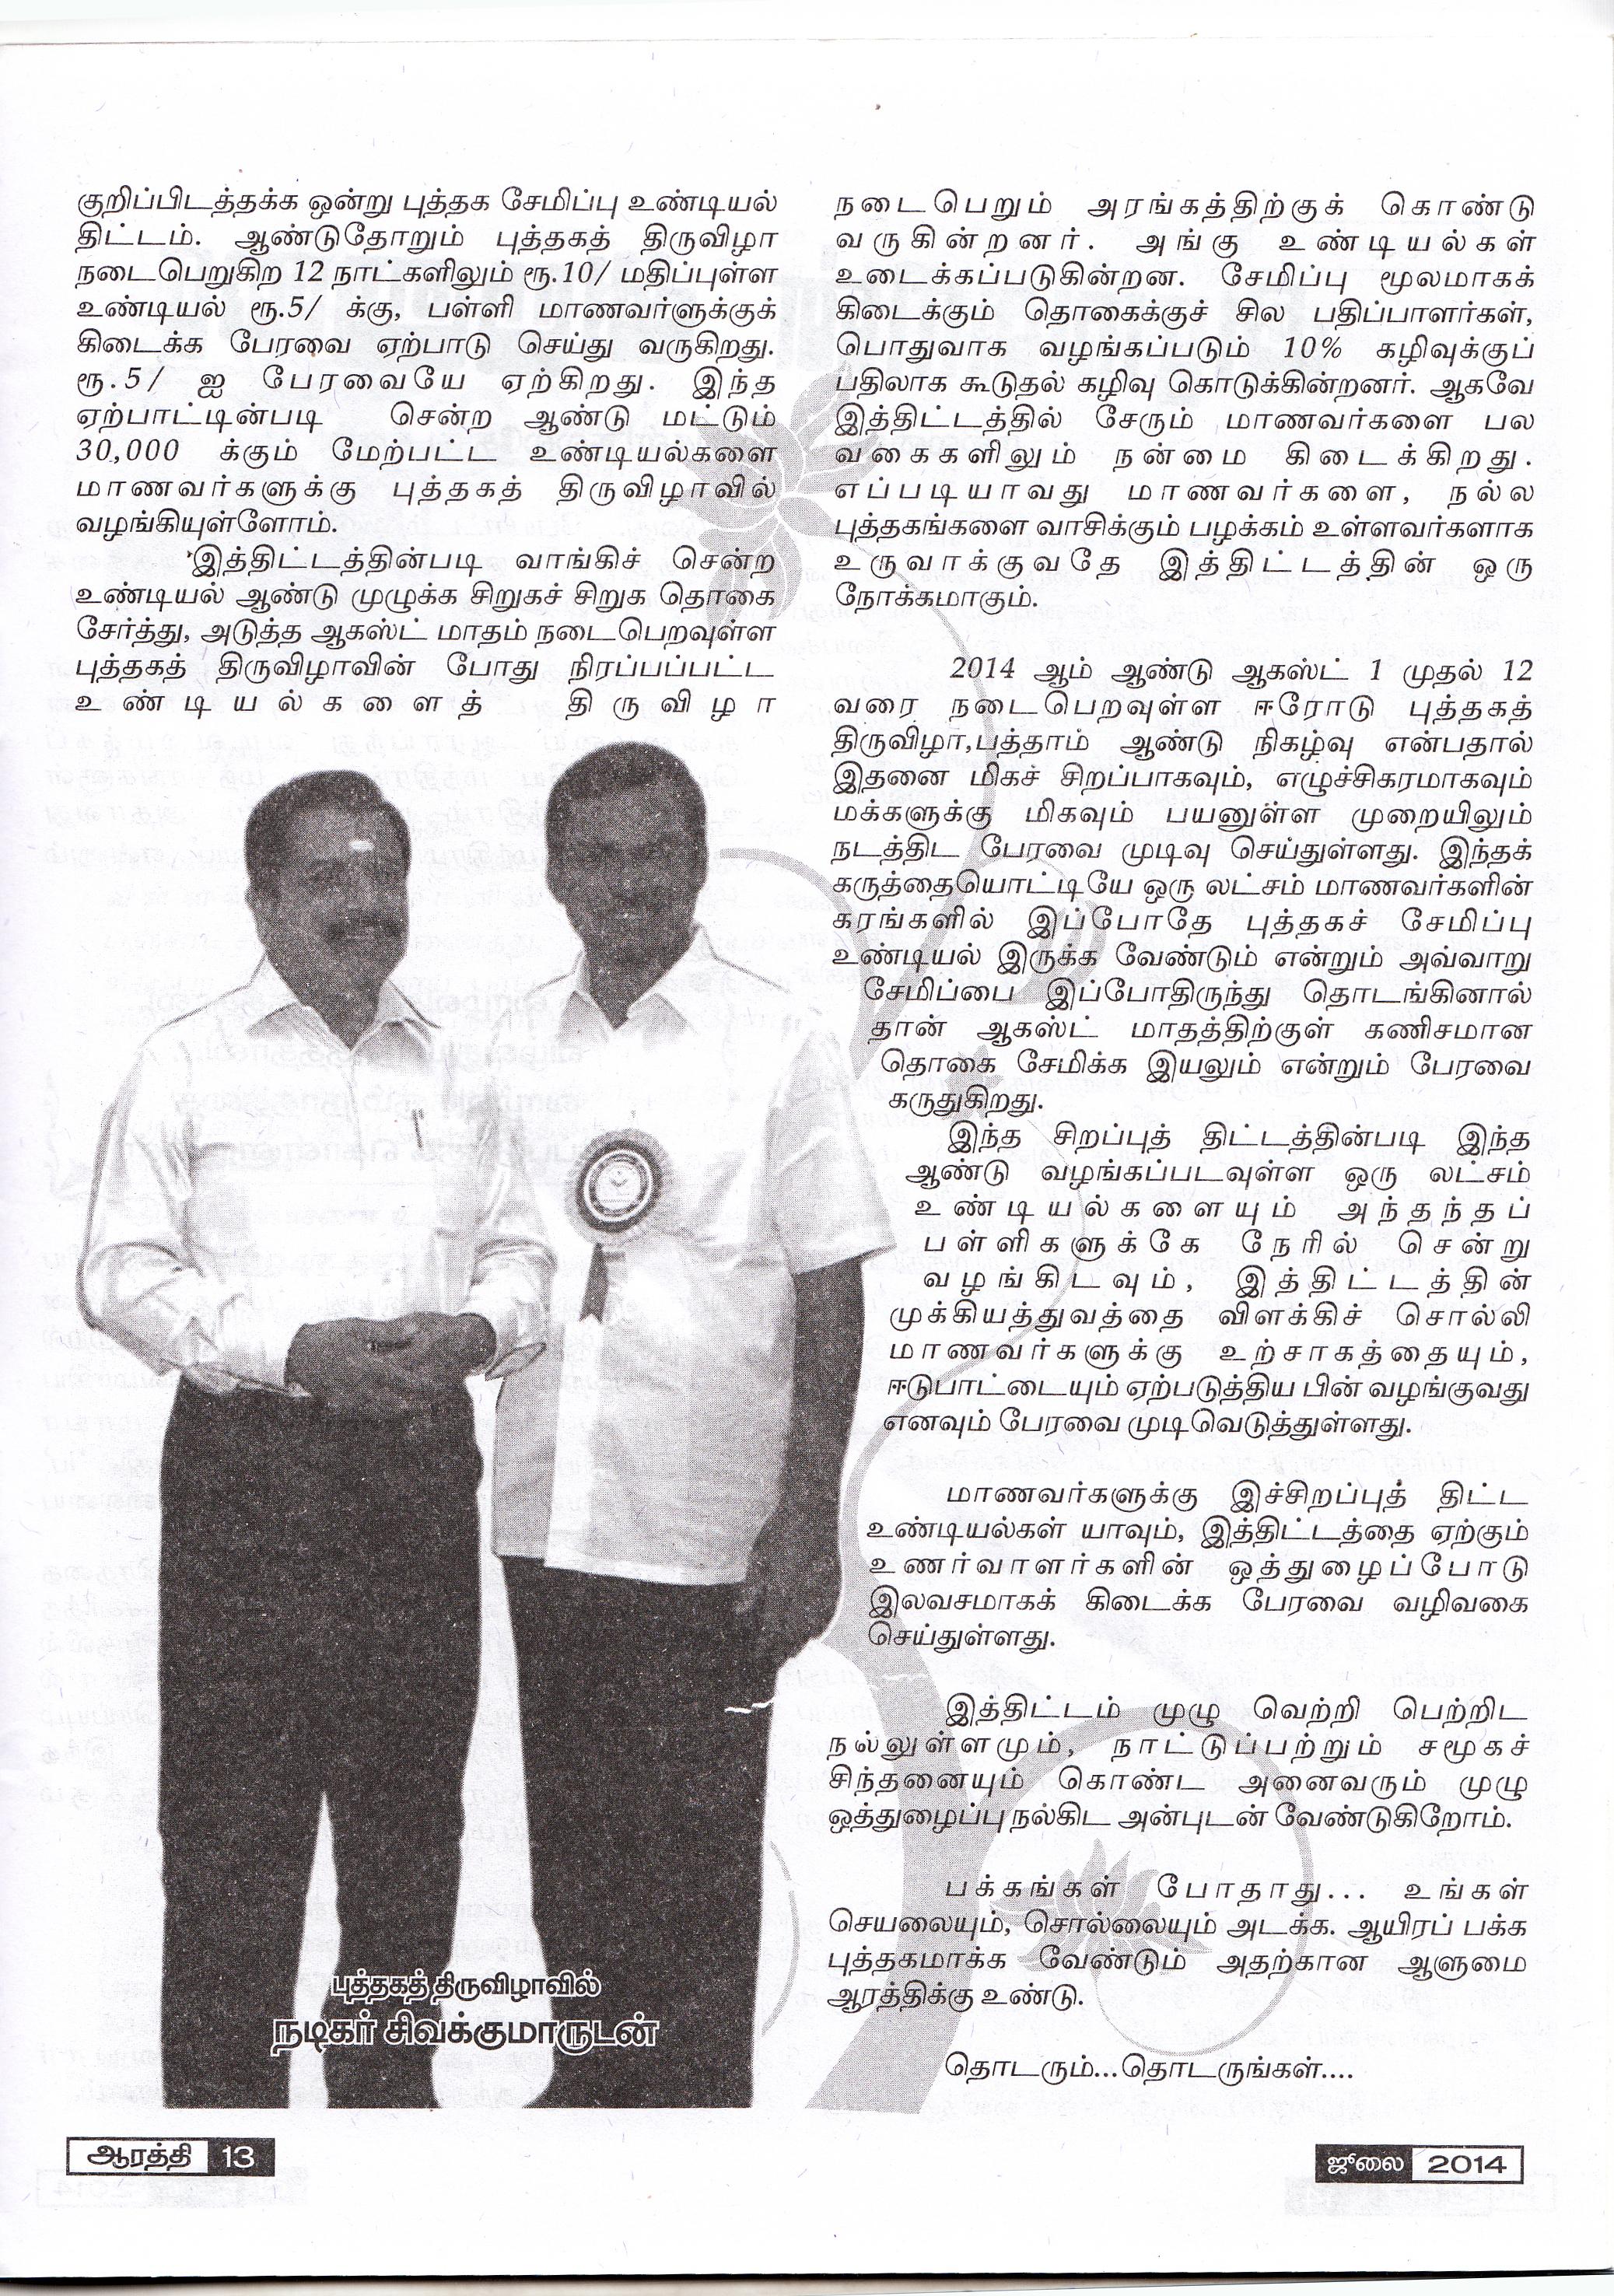 குறிப்பிடத்தக்க ஒன்று புத்தக சேமிப்பு உண்டியல்
திட்டம். ஆண்டுதோறும் புத்தகத் திருவிழா
நடைபெறுகிற 12 நாட்களிலும் ரூ.10/ மதிப்புள்ள
உண்டியல் ரூ.5/ க்கு, பள்ளி மாணவர்ளுக்குக்
கிடைக்க பேரவை ஏற்பாடு செய்து வருகிறது.
ரூ.5/ ஐ பேரவையே ஏற்கிறது. இந்த
ஏற்பாட்டின்படி சென்ற ஆண்டு மட்டும்
30,000 க்கும் மேற்பட்ட உண்டியல்களை
மாணவர்களுக்கு புத்தகத் திருவிழாவில்
வழங்கியுள்ளோம்.
'இத்திட்டத்தின்படி வாங்கிச் சென்ற
உண்டியல் ஆண்டு முழுக்க சிறுகச் சிறுக தொகை
சேர்த்து, அடுத்த ஆகஸ்ட் மாதம் நடைபெறவுள்ள
புத்தகத் திருவிழாவின் போது நிரப்பப்பட்ட
உண்டியல்களைத் திருவிழா
நடைபெறும் அரங்கத்திற்குக் கொண்டு
வருகின்றனர். அங்கு உண்டியல்கள்
உடைக்கப்படுகின்றன. சேமிப்பு மூலமாகக்
கிடைக்கும் தொகைக்குச் சில பதிப்பாளர்கள்,
பொதுவாக வழங்கப்படும் 10% கழிவுக்குப்
பதிலாக கூடுதல் கழிவு கொடுக்கின்றனர். ஆகவே
இத்திட்டத்தில் சேரும் மாணவர்களை பல
வகைகளிலும் நன்மை கிடைக்கிறது.
எப்படியாவது மாணவர்களை, நல்ல
புத்தகங்களை வாசிக்கும் பழக்கம் உள்ளவர்களாக
உருவாக்குவதே இத்திட்டத்தின் ஒரு
நோக்கமாகும்.
2014 ஆம் ஆண்டு ஆகஸ்ட் 1 முதல் 12
வரை நடைபெறவுள்ள ஈரோடு புத்தகத்
திருவிழா,பத்தாம் ஆண்டு நிகழ்வு என்பதால்
இதனை மிகச் சிறப்பாகவும், எழுச்சிகரமாகவும்
மக்களுக்கு மிகவும் பயனுள்ள முறையிலும்
நடத்திட பேரவை முடிவு செய்துள்ளது. இந்தக்
கருத்தையொட்டியே ஒரு லட்சம் மாணவர்களின்
கரங்களில் இப்போதே புத்தகச் சேமிப்பு
உண்டியல் இருக்க வேண்டும் என்றும் அவ்வாறு
சேமிப்பை இப்போதிருந்து தொடங்கினால்
தான் ஆகஸ்ட் மாதத்திற்குள் கணிசமான
தொகை சேமிக்க இயலும் என்றும் பேரவை
கருதுகிறது.
இந்த சிறப்புத் திட்டத்தின்படி இந்த
ஆண்டு வழங்கப்படவுள்ள ஒரு லட்சம்
உண்டியல்களையும் அந்தந்தப்
பள்ளிகளுக்கே நேரில் சென்று
வழங்கிடவும், இத்திட்டத்தின்
முக்கியத்துவத்தை விளக்கிச் சொல்லி
மாணவர்களுக்கு உற்சாகத்தையும்,
ஈடுபாட்டையும் ஏற்படுத்திய பின் வழங்குவது
எனவும் பேரவை முடிவெடுத்துள்ளது.
மாணவர்களுக்கு இச்சிறப்புத் திட்ட
உண்டியல்கள் யாவும், இத்திட்டத்தை ஏற்கும்
உணர்வாளர்களின் ஒத்துழைப்போடு
இலவசமாகக் கிடைக்க பேரவை வழிவகை
செய்துள்ளது.
இத்திட்டம் முழு வெற்றி பெற்றிட
நல்லுள்ளமும், நாட்டுப்பற்றும் சமூகச்
சிந்தனையும் கொண்ட அனைவரும் முழு
ஒத்துழைப்பு நல்கிட அன்புடன் வேண்டுகிறோம்.
பக்கங்கள் போதாது... உங்கள்
செயலையும், சொல்லையும் அடக்க. ஆயிரப் பக்க
புத்தகமாக்க வேண்டும் அதற்கான ஆளுமை
ஆரத்திக்கு உண்டு.
தொடரும்...தொடருங்கள்....
புத்தகத் திருவிழாவில்
நடிகர் சிவக்குமாருடன்
ஆரத்தி 13
ஜூலை 2014